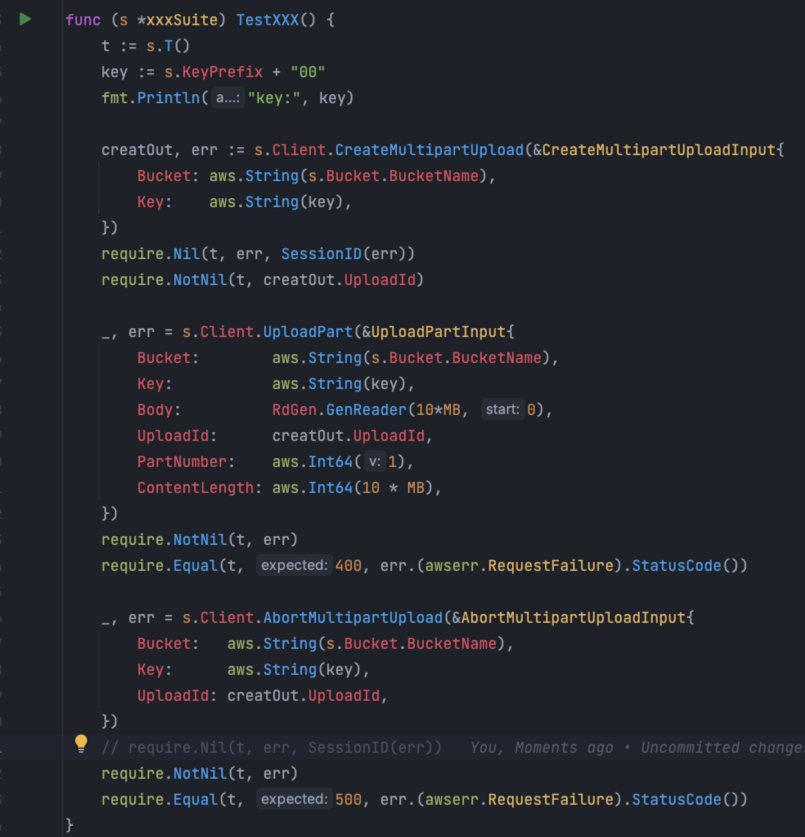 func (s *xxxSuite) TestXXX() {
    t := s.T()
    key := s.KeyPrefix + "00"
    fmt.Println( a...: "key:", key)

    creatOut, err := s.Client.CreateMultipartUpload(&CreateMultipartUploadInput{
        Bucket: aws.String(s.Bucket.BucketName),
        Key:    aws.String(key),
    })
    require.Nil(t, err, SessionID(err))
    require.NotNil(t, creatOut.UploadId)

    _, err = s.Client.UploadPart(&UploadPartInput{
        Bucket:        aws.String(s.Bucket.BucketName),
        Key:           aws.String(key),
        Body:          RdGen.GenReader(10*MB, start: 0),
        UploadId:      creatOut.UploadId,
        PartNumber:    aws.Int64( v: 1),
        ContentLength: aws.Int64(10 * MB),
    })
    require.NotNil(t, err)
    require.Equal(t, expected: 400, err.(awserr.RequestFailure).StatusCode())

    _, err = s.Client.AbortMultipartUpload(&AbortMultipartUploadInput{
        Bucket:   aws.String(s.Bucket.BucketName),
        Key:      aws.String(key),
        UploadId: creatOut.UploadId,
    })
    // require.Nil(t, err, SessionID(err))   You, Moments ago • Uncommitted change
    require.NotNil(t, err)
    require.Equal(t, expected: 500, err.(awserr.RequestFailure).StatusCode())
}